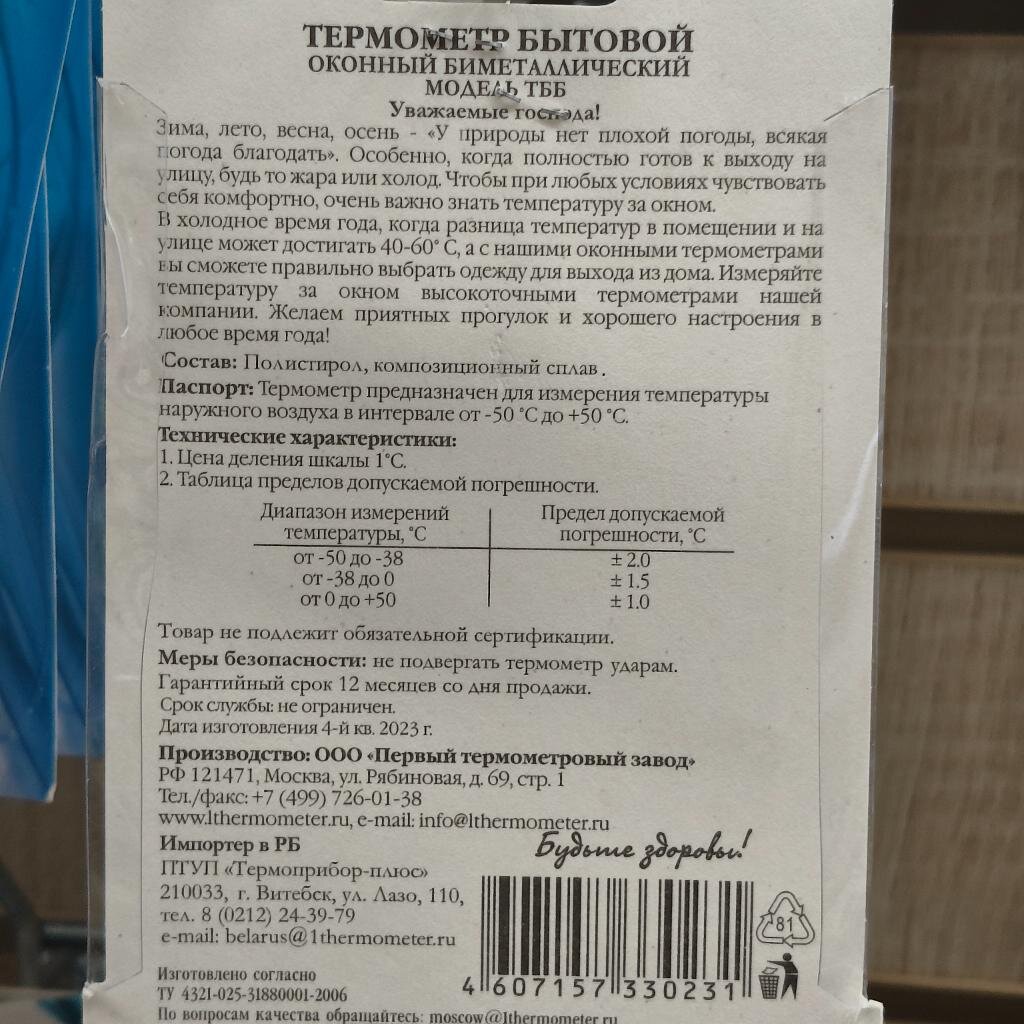 ТЕРМОМЕТР БЫТОВОЙ
ОКОННЫЙ БИМЕТАЛЛИЧЕСКИЙ
МОДЕЛЬ ТББ
Уважаемые господа!
Зима, лето, весна, осень - «У природы нет плохой погоды, всякая
погода благодать». Особенно, когда полностью готов к выходу на
улицу, будь то жара или холод. Чтобы при любых условиях чувствовать
себя комфортно, очень важно знать температуру за окном.
В холодное время года, когда разница температур в помещении и на
улице может достигать 40-60° С, а с нашими оконными термометрами
вы сможете правильно выбрать одежду для выхода из дома. Измеряйте
температуру за окном высокоточными термометрами нашей
компании. Желаем приятных прогулок и хорошего настроения в
любое время года!
Состав: Полистирол, композиционный сплав.
Паспорт: Термометр предназначен для измерения температуры
наружного воздуха в интервале от -50 °С до +50 °С.
Технические характеристики:
1. Цена деления шкалы 1°С.
2. Таблица пределов допускаемой погрешности.
Диапазон измерений Предел допускаемой
температуры, °С погрешности, °С
от -50 до -38 ± 2.0
от -38 до 0 ± 1.5
от 0 до +50 ± 1.0
Товар не подлежит обязательной сертификации.
Меры безопасности: не подвергать термометр ударам.
Гарантийный срок 12 месяцев со дня продажи.
Срок службы: не ограничен.
Дата изготовления 4-й кв. 2023 г.
Производство: ООО «Первый термометровый завод»
РФ 121471, Москва, ул. Рябиновая, д. 69, стр. 1
Тел./факс: +7 (499) 726-01-38
www.1thermometer.ru, e-mail: info@1thermometer.ru
Будьте здоровы!
Импортер в РБ
ПТУП «Термоприбор-плюс»
210033, г. Витебск, ул. Лазо, 110,
тел. 8 (0212) 24-39-79
e-mail: belarus@1thermometer.ru
81
4 607157 330231
Изготовлено согласно
ТУ 4321-025-31880001-2006
По вопросам качества обращайтесь: moscow@1thermometer.ru